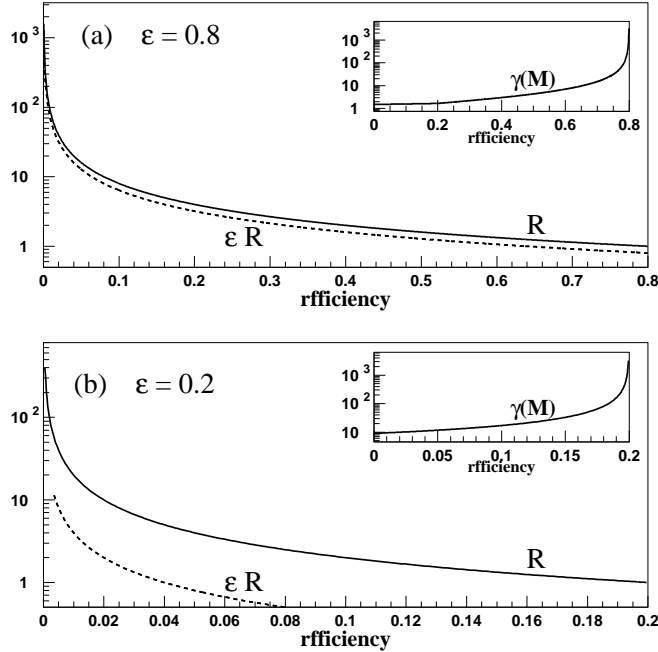 (a) ε = 0.8
10³
10²
10
1
0 0.1 0.2 0.3 0.4 0.5 0.6 0.7 0.8
rfficiency
ε R
R
10³
10²
10
1
0 0.2 0.4 0.6 0.8
rfficiency
γ(M)
(b) ε = 0.2
10²
10
1
0 0.02 0.04 0.06 0.08 0.1 0.12 0.14 0.16 0.18 0.2
rfficiency
ε R
R
10³
10²
10
0 0.05 0.1 0.15 0.2
rfficiency
γ(M)